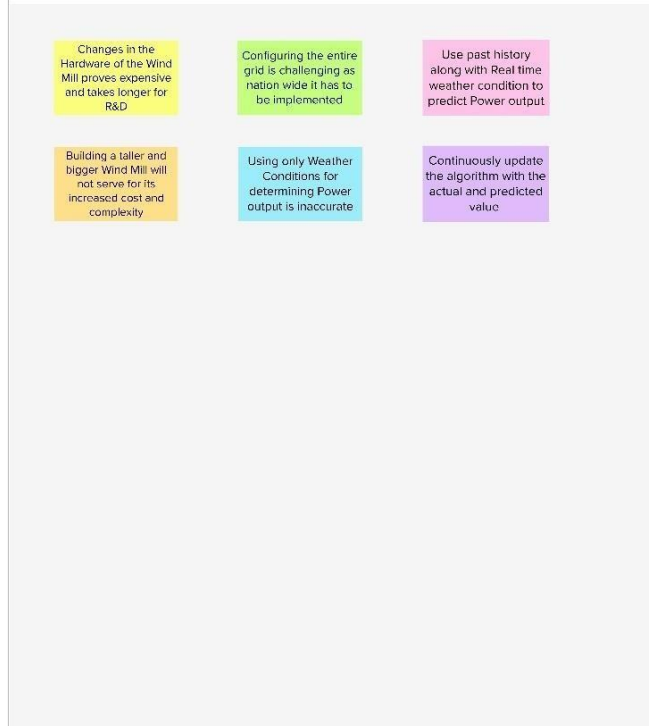 Changes in the
Hardware of the Wind
Mill proves expensive
and takes longer for
R&D
Configuring the entire
grid is challenging as
nation wide it has to
be implemented
Use past history
along with Real time
weather condition to
predict Power output
Building a taller and
bigger Wind Mill will
not serve for its
increased cost and
complexity
Using only Weather
Conditions for
determining Power
output is inaccurate
Continuously update
the algorithm with the
actual and predicted
value